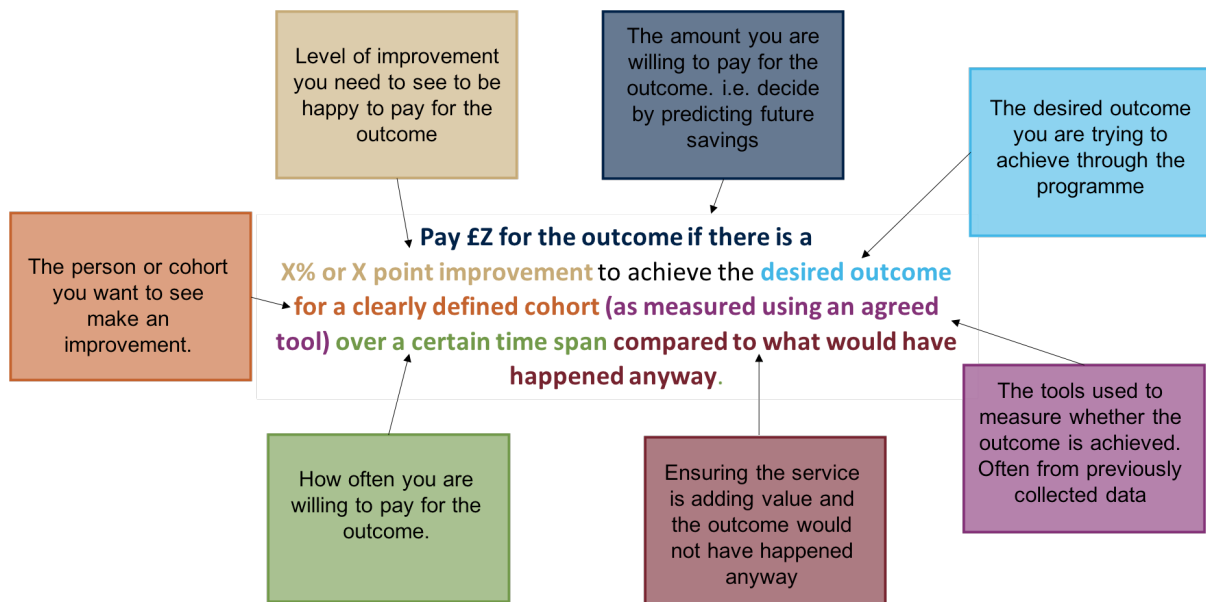 Level of improvement
you need to see to be
happy to pay for the
outcome
The amount you are
willing to pay for the
outcome. i.e. decide
by predicting future
savings
The desired outcome
you are trying to
achieve through the
programme
The person or cohort
you want to see
make an
improvement.
Pay £Z for the outcome if there is a
X% or X point improvement to achieve the desired outcome
for a clearly defined cohort (as measured using an agreed
tool) over a certain time span compared to what would have
happened anyway.
The tools used to
measure whether the
outcome is achieved.
Often from previously
collected data
How often you are
willing to pay for the
outcome.
Ensuring the service
is adding value and
the outcome would
not have happened
anyway